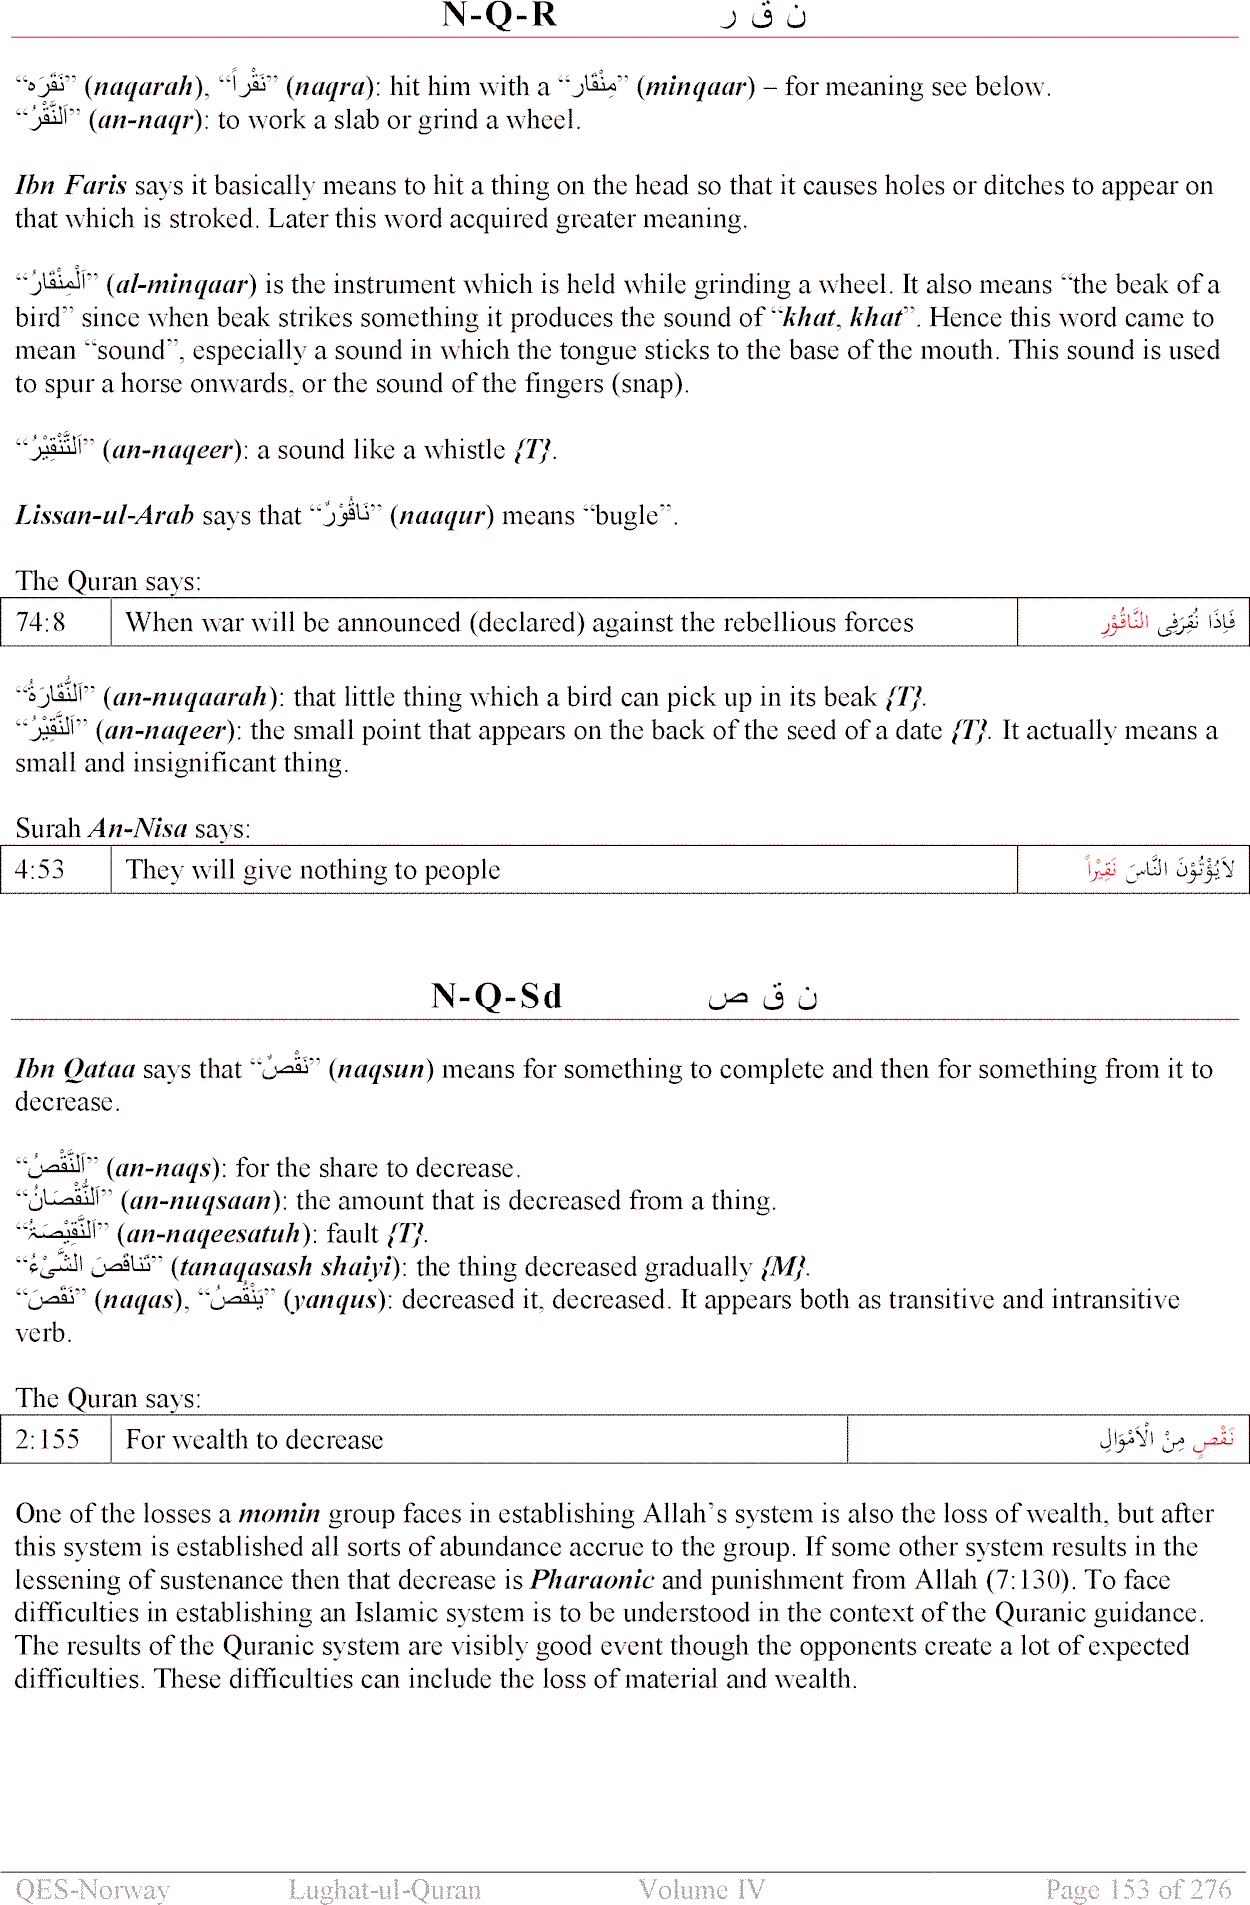 N-Q-R ن ق ر
“نَقَرَہ” (naqarah), “نَقْراً” (naqra): hit him with a “مِنْقَار” (minqaar) – for meaning see below.
“اَلنَّقْرُ” (an-naqr): to work a slab or grind a wheel.
Ibn Faris says it basically means to hit a thing on the head so that it causes holes or ditches to appear on
that which is stroked. Later this word acquired greater meaning.
“اَلْمِنْقَارُ” (al-minqaar) is the instrument which is held while grinding a wheel. It also means “the beak of a
bird” since when beak strikes something it produces the sound of “khat, khat”. Hence this word came to
mean “sound”, especially a sound in which the tongue sticks to the base of the mouth. This sound is used
to spur a horse onwards, or the sound of the fingers (snap).
“اَلتَّنْقِيْرُ” (an-naqeer): a sound like a whistle {T}.
Lissan-ul-Arab says that “نَاقُوْرٌ” (naaqur) means “bugle”.
The Quran says:
74:8 When war will be announced (declared) against the rebellious forces فَاِذَا نُقِرَفِی النَّاقُوْرِ
“اَلنُّقَارَةُ” (an-nuqaarah): that little thing which a bird can pick up in its beak {T}.
“اَلنَّقِيْرُ” (an-naqeer): the small point that appears on the back of the seed of a date {T}. It actually means a
small and insignificant thing.
Surah An-Nisa says:
4:53 They will give nothing to people لَايُؤْتُوْنَ النَّاسَ نَقِيْراً
N-Q-Sd ن ق ص
Ibn Qataa says that “نَقْصٌ” (naqsun) means for something to complete and then for something from it to
decrease.
“اَلنَّقْصُ” (an-naqs): for the share to decrease.
“اَلنُّقْصَانُ” (an-nuqsaan): the amount that is decreased from a thing.
“اَلنَّقِيْصَۃُ” (an-naqeesatuh): fault {T}.
“تَنَاقَصَ الشَّیْءُ” (tanaqasash shaiyi): the thing decreased gradually {M}.
“نَقَصَ” (naqas), “يَنْقُصُ” (yanqus): decreased it, decreased. It appears both as transitive and intransitive
verb.
The Quran says:
2:155 For wealth to decrease نَقْصٍ مِنْ الْاَمْوَالِ
One of the losses a momin group faces in establishing Allah’s system is also the loss of wealth, but after
this system is established all sorts of abundance accrue to the group. If some other system results in the
lessening of sustenance then that decrease is Pharaonic and punishment from Allah (7:130). To face
difficulties in establishing an Islamic system is to be understood in the context of the Quranic guidance.
The results of the Quranic system are visibly good event though the opponents create a lot of expected
difficulties. These difficulties can include the loss of material and wealth.
QES-Norway Lughat-ul-Quran Volume IV Page 153 of 276